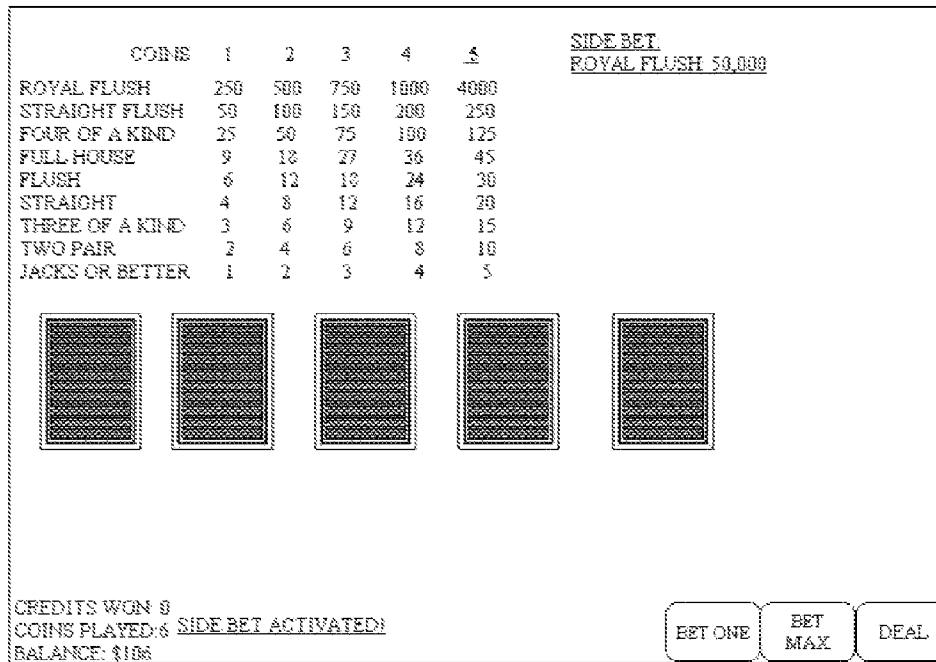 COINS 1 2 3 4 5
ROYAL FLUSH 250 500 750 1000 4000
STRAIGHT FLUSH 50 100 150 200 250
FOUR OF A KIND 25 50 75 100 125
FULL HOUSE 9 18 27 36 45
FLUSH 6 12 18 24 30
STRAIGHT 4 8 12 16 20
THREE OF A KIND 3 6 9 12 15
TWO PAIR 2 4 6 8 10
JACKS OR BETTER 1 2 3 4 5
SIDE BET:
ROYAL FLUSH 50,000
CREDITS WON: 0
COINS PLAYED:6 SIDE BET ACTIVATED!
BALANCE: $106
BET ONE
BET
MAX
DEAL